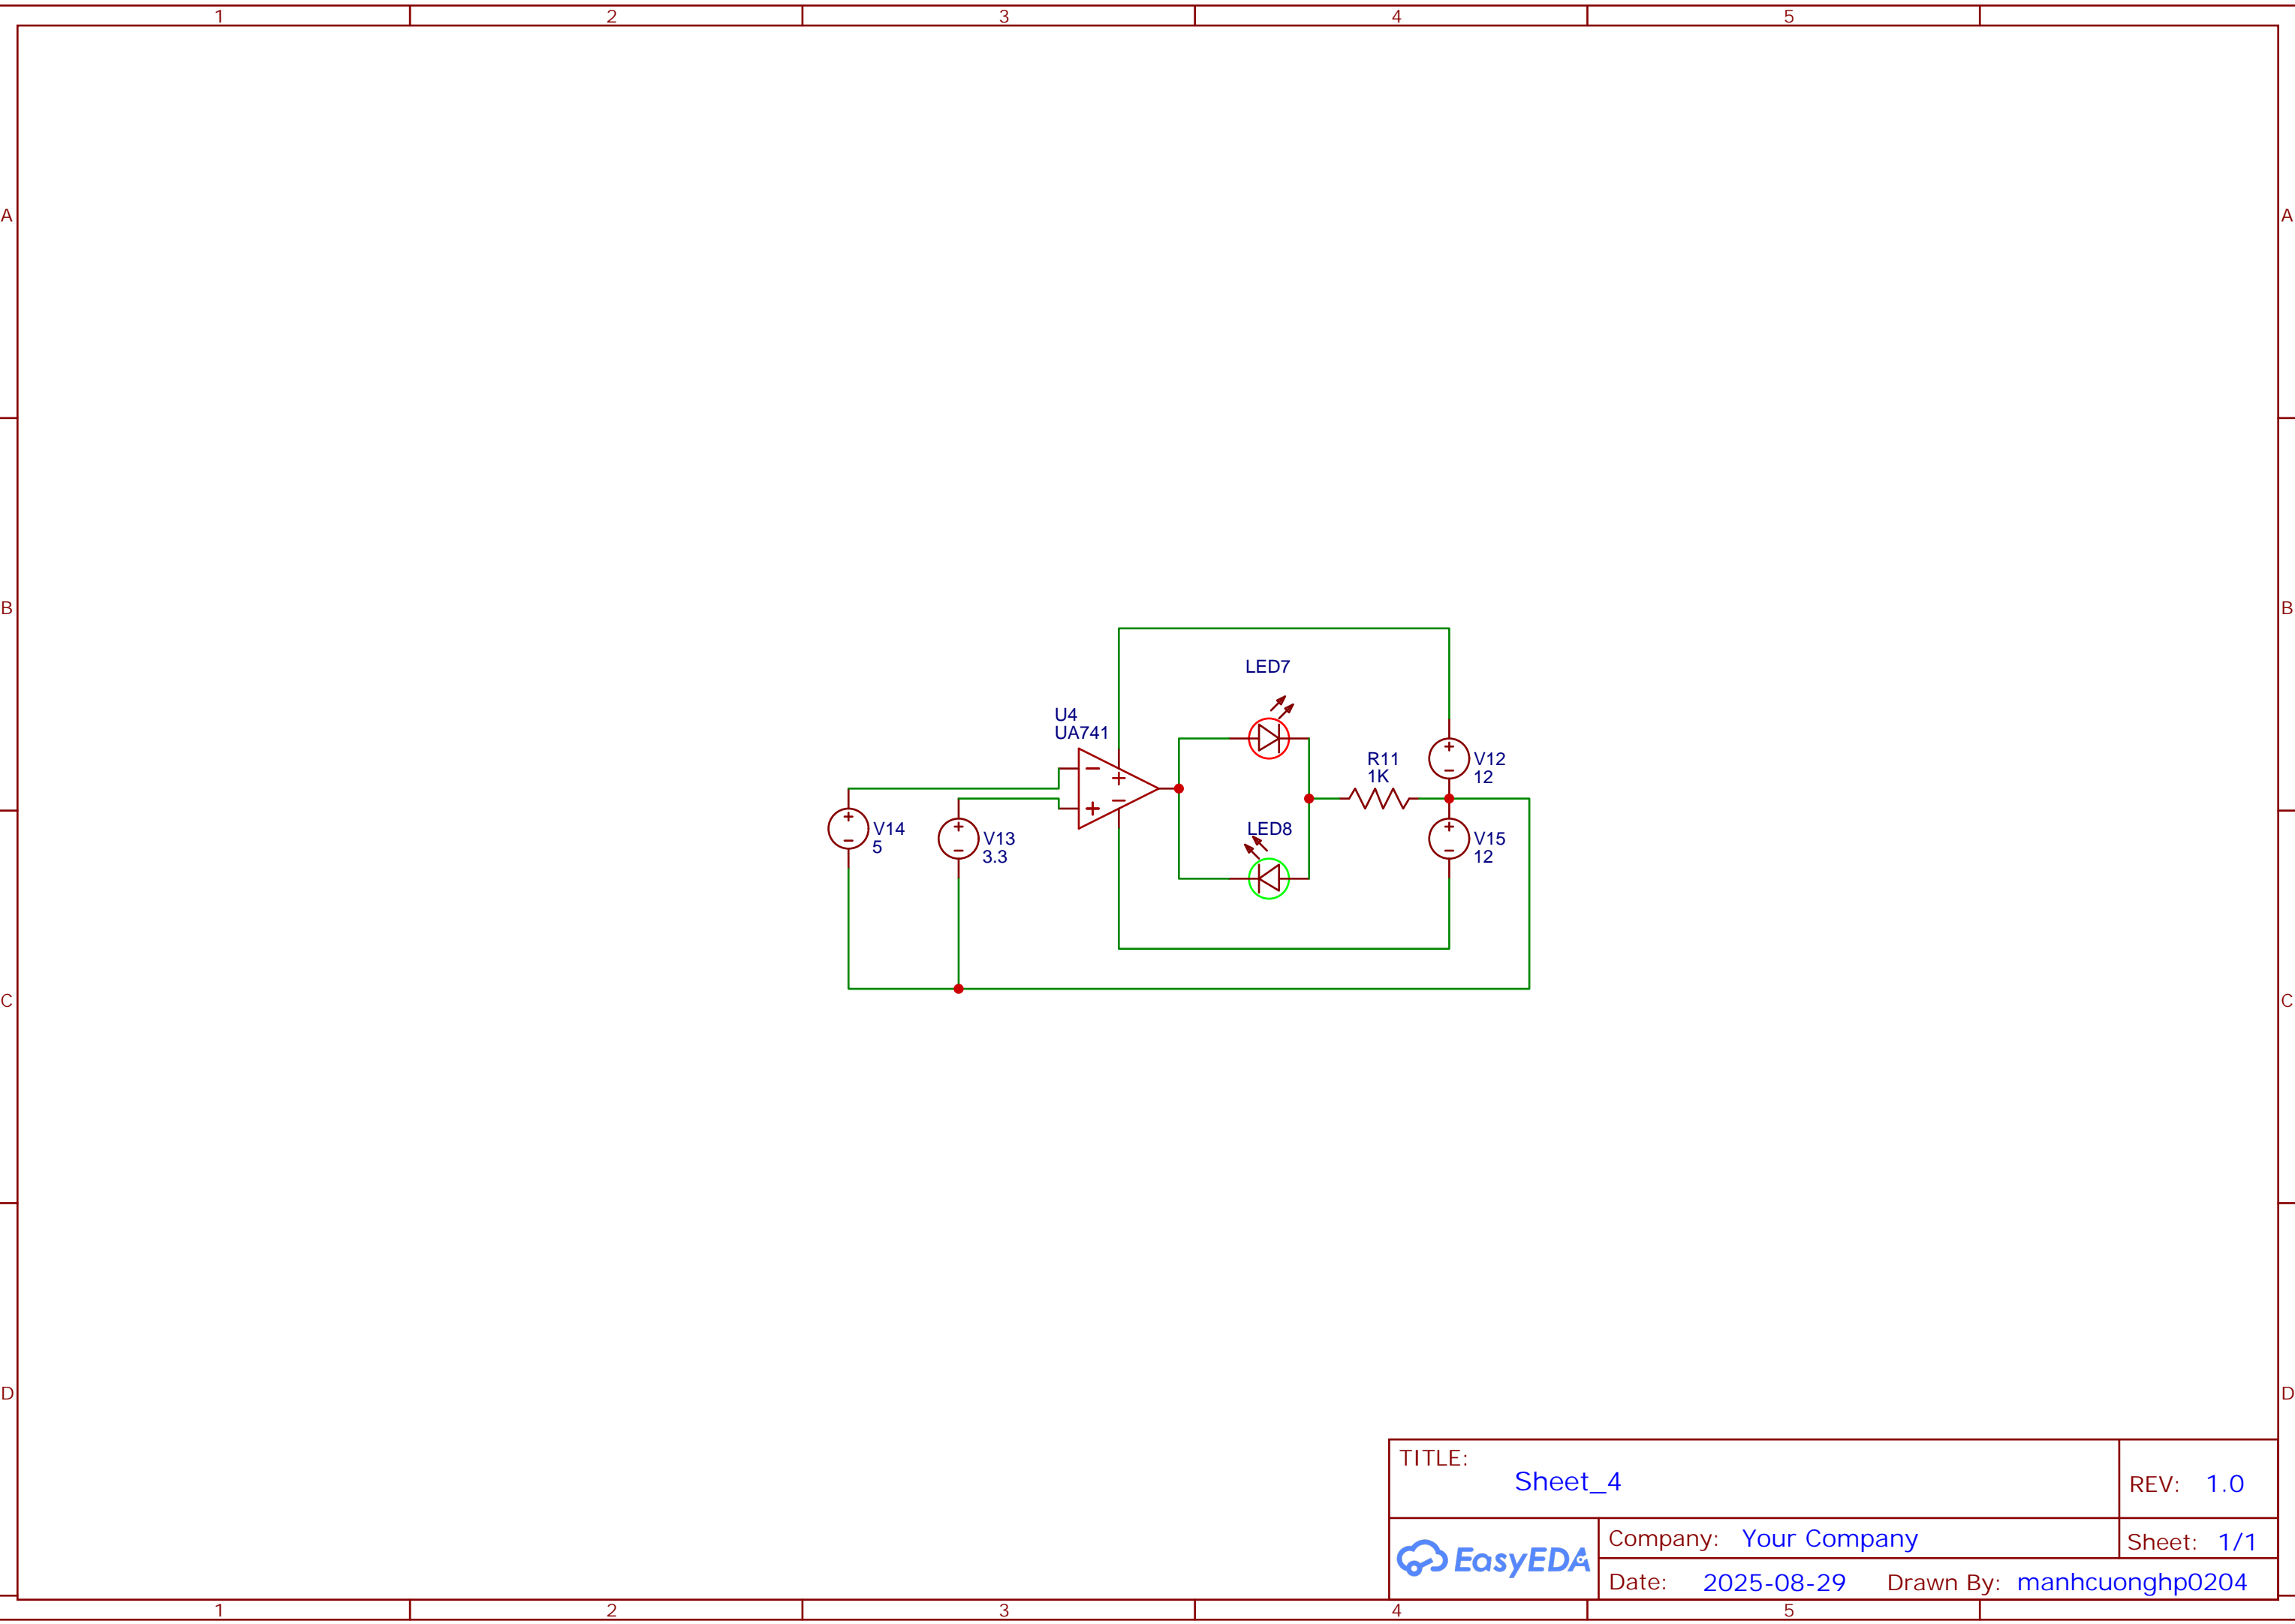 1 2 3 4 5
A A
B B
C C
D D
LED7
U4
UA741
R11
1K
V12
12
LED8
V14
5
V13
3.3
V15
12
TITLE:
Sheet_4
REV: 1.0
EasyEDA
Company: Your Company
Sheet: 1/1
Date: 2025-08-29 Drawn By: manhcuonghp0204
1 2 3 4 5